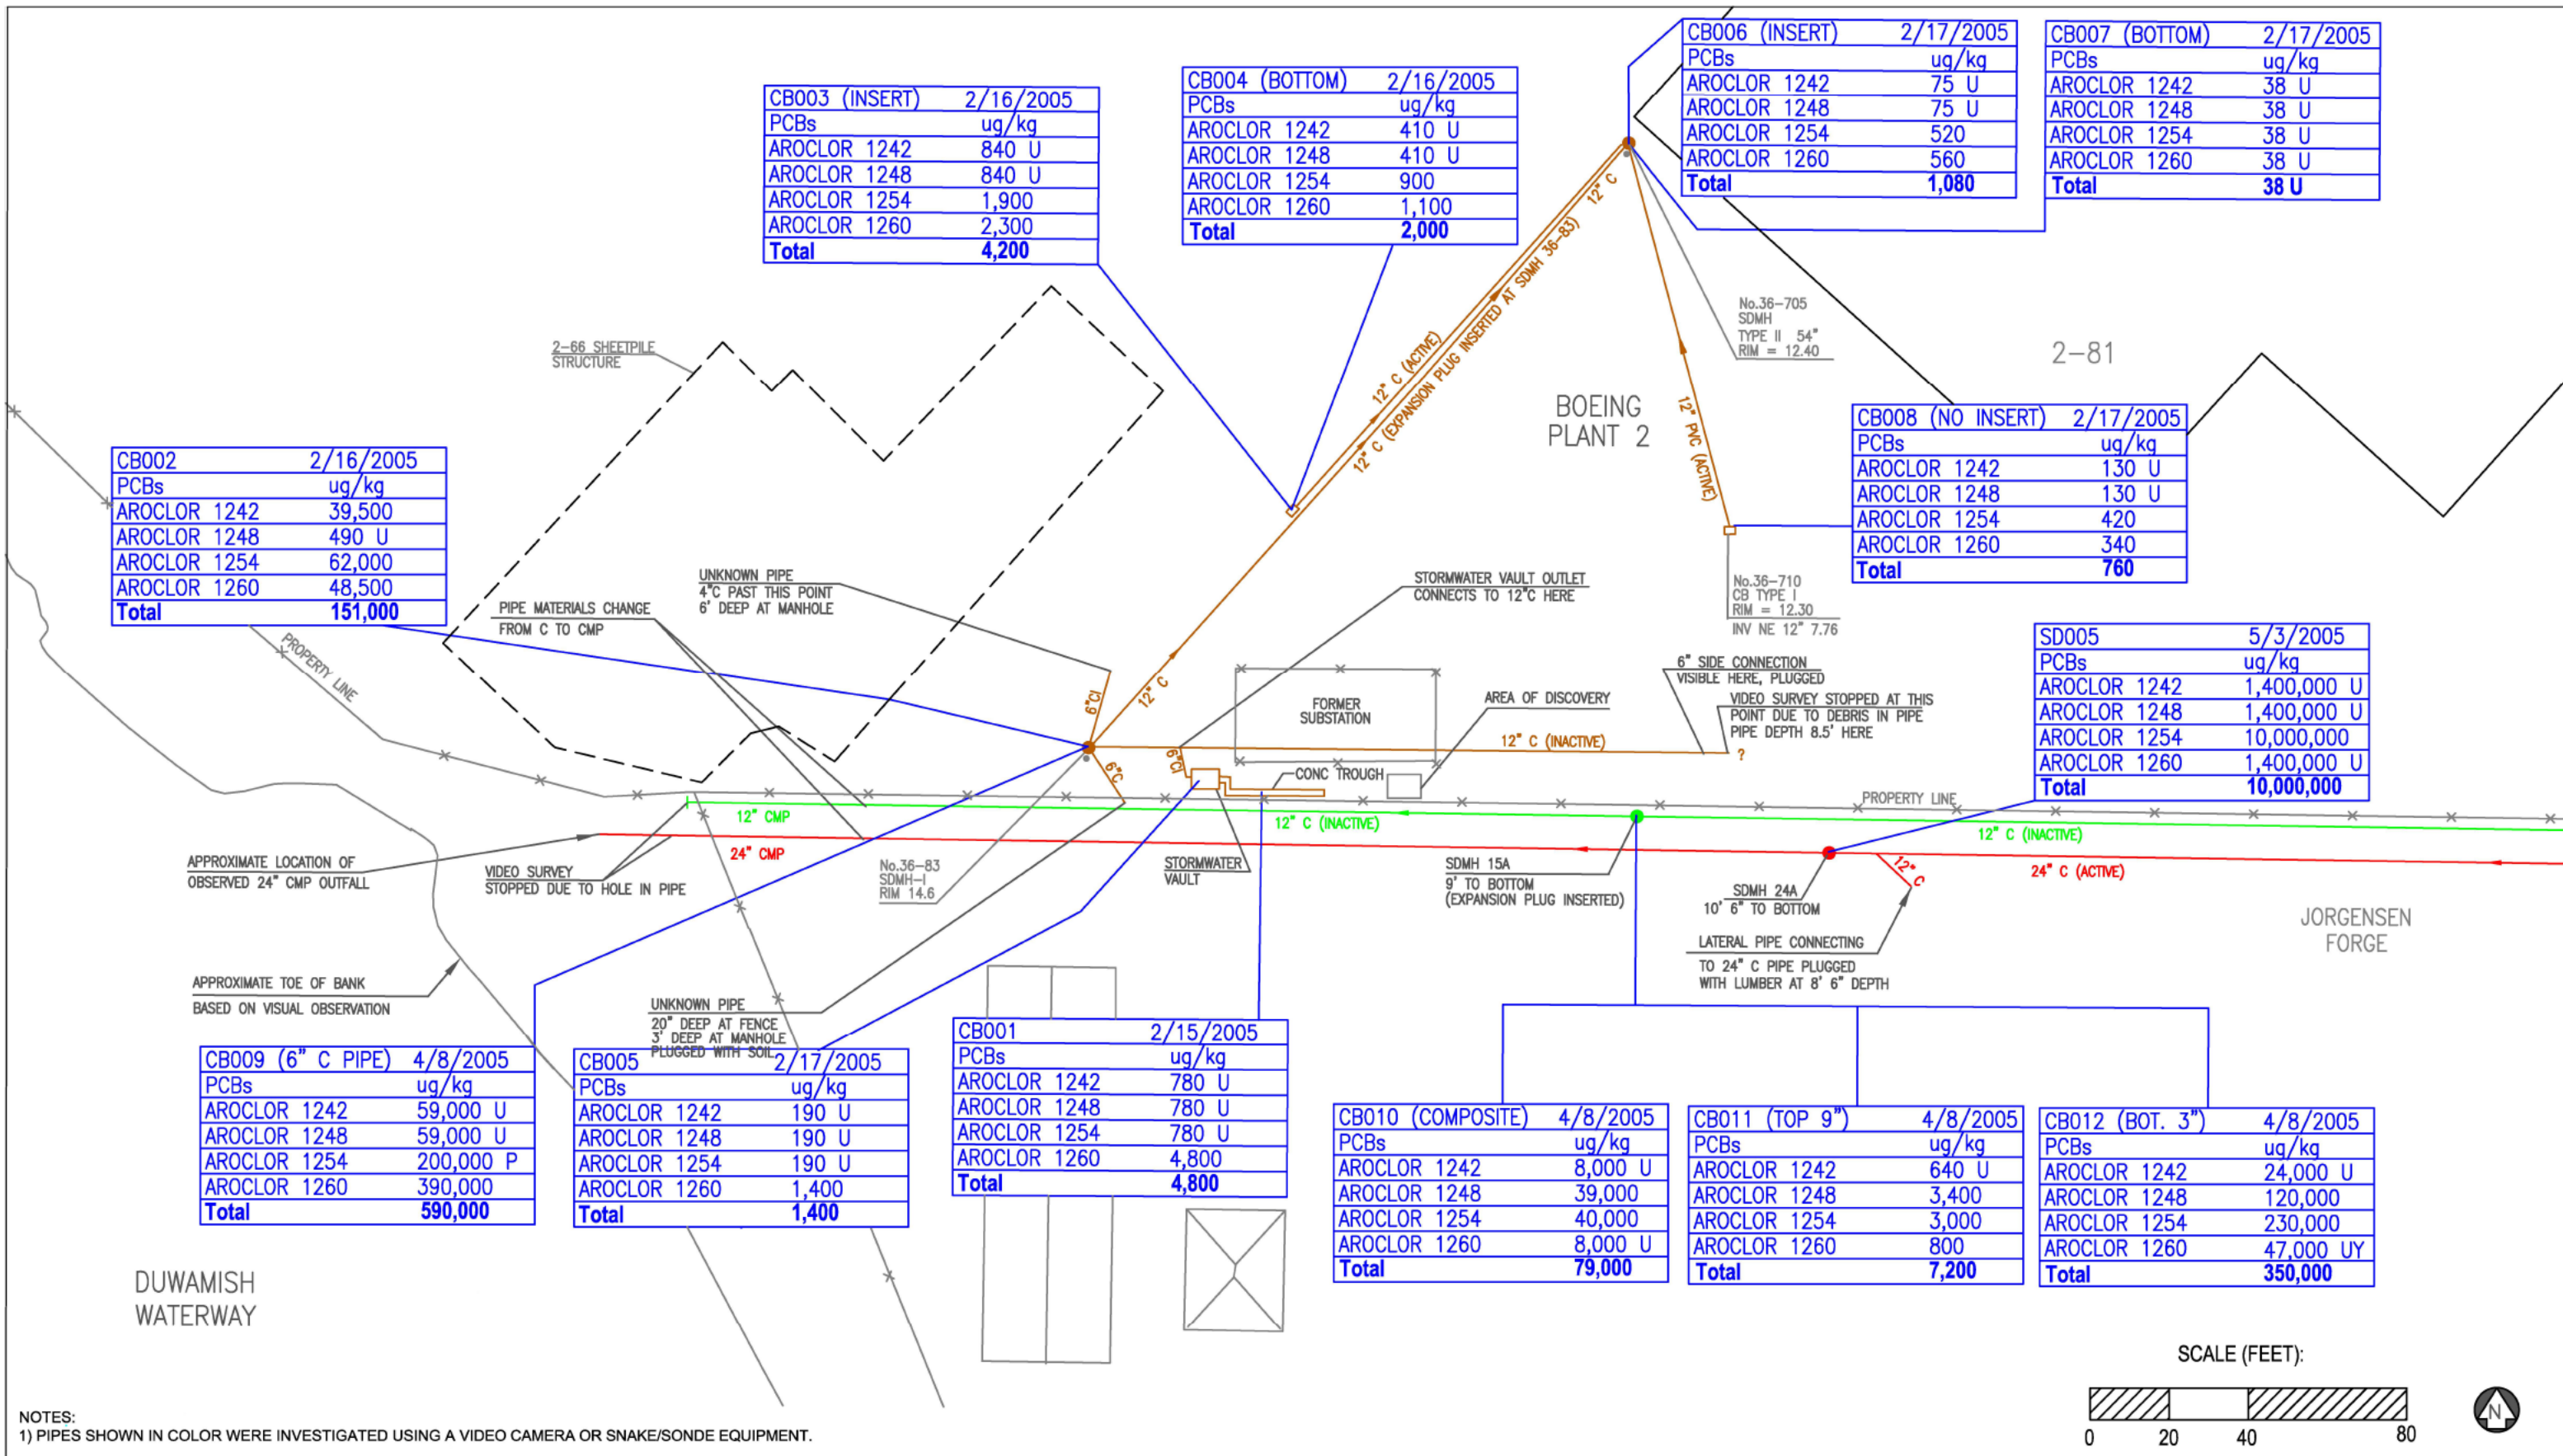 CB003 (INSERT) 2/16/2005
PCBs ug/kg
AROCLOR 1242 840 U
AROCLOR 1248 840 U
AROCLOR 1254 1,900
AROCLOR 1260 2,300
Total 4,200
CB004 (BOTTOM) 2/16/2005
PCBs ug/kg
AROCLOR 1242 410 U
AROCLOR 1248 410 U
AROCLOR 1254 900
AROCLOR 1260 1,100
Total 2,000
CB006 (INSERT) 2/17/2005
PCBs ug/kg
AROCLOR 1242 75 U
AROCLOR 1248 75 U
AROCLOR 1254 520
AROCLOR 1260 560
Total 1,080
CB007 (BOTTOM) 2/17/2005
PCBs ug/kg
AROCLOR 1242 38 U
AROCLOR 1248 38 U
AROCLOR 1254 38 U
AROCLOR 1260 38 U
Total 38 U
12" C
12" C (ACTIVE)
12" C (EXPANSION PLUG INSERTED AT SDMH 36-83)
No.36-705
SDMH
TYPE II 54"
RIM = 12.40
2-81
2-66 SHEETPILE
STRUCTURE
BOEING
PLANT 2
12" PVC (ACTIVE)
CB008 (NO INSERT) 2/17/2005
PCBs ug/kg
AROCLOR 1242 130 U
AROCLOR 1248 130 U
AROCLOR 1254 420
AROCLOR 1260 340
Total 760
CB002 2/16/2005
PCBs ug/kg
AROCLOR 1242 39,500
AROCLOR 1248 490 U
AROCLOR 1254 62,000
AROCLOR 1260 48,500
Total 151,000
UNKNOWN PIPE
4"C PAST THIS POINT
6' DEEP AT MANHOLE
PIPE MATERIALS CHANGE
FROM C TO CMP
STORMWATER VAULT OUTLET
CONNECTS TO 12"C HERE
No.36-710
CB TYPE I
RIM = 12.30
INV NE 12" 7.76
PROPERTY LINE
6"CI
12" C
FORMER
SUBSTATION
AREA OF DISCOVERY
6" SIDE CONNECTION
VISIBLE HERE, PLUGGED
VIDEO SURVEY STOPPED AT THIS
POINT DUE TO DEBRIS IN PIPE
PIPE DEPTH 8.5' HERE
SD005 5/3/2005
PCBs ug/kg
AROCLOR 1242 1,400,000 U
AROCLOR 1248 1,400,000 U
AROCLOR 1254 10,000,000
AROCLOR 1260 1,400,000 U
Total 10,000,000
12" C (INACTIVE)
?
6"C
6"CI
CONC TROUGH
PROPERTY LINE
12" CMP
12" C (INACTIVE)
12" C (INACTIVE)
24" CMP
24" C (ACTIVE)
12" C
APPROXIMATE LOCATION OF
OBSERVED 24" CMP OUTFALL
VIDEO SURVEY
STOPPED DUE TO HOLE IN PIPE
No.36-83
SDMH-I
RIM 14.6
STORMWATER
VAULT
SDMH 15A
9' TO BOTTOM
(EXPANSION PLUG INSERTED)
SDMH 24A
10' 6" TO BOTTOM
LATERAL PIPE CONNECTING
TO 24" C PIPE PLUGGED
WITH LUMBER AT 8' 6" DEPTH
JORGENSEN
FORGE
APPROXIMATE TOE OF BANK
BASED ON VISUAL OBSERVATION
UNKNOWN PIPE
20" DEEP AT FENCE
3' DEEP AT MANHOLE
PLUGGED WITH SOIL
CB009 (6" C PIPE) 4/8/2005
PCBs ug/kg
AROCLOR 1242 59,000 U
AROCLOR 1248 59,000 U
AROCLOR 1254 200,000 P
AROCLOR 1260 390,000
Total 590,000
CB005 2/17/2005
PCBs ug/kg
AROCLOR 1242 190 U
AROCLOR 1248 190 U
AROCLOR 1254 190 U
AROCLOR 1260 1,400
Total 1,400
CB001 2/15/2005
PCBs ug/kg
AROCLOR 1242 780 U
AROCLOR 1248 780 U
AROCLOR 1254 780 U
AROCLOR 1260 4,800
Total 4,800
CB010 (COMPOSITE) 4/8/2005
PCBs ug/kg
AROCLOR 1242 8,000 U
AROCLOR 1248 39,000
AROCLOR 1254 40,000
AROCLOR 1260 8,000 U
Total 79,000
CB011 (TOP 9") 4/8/2005
PCBs ug/kg
AROCLOR 1242 640 U
AROCLOR 1248 3,400
AROCLOR 1254 3,000
AROCLOR 1260 800
Total 7,200
CB012 (BOT. 3") 4/8/2005
PCBs ug/kg
AROCLOR 1242 24,000 U
AROCLOR 1248 120,000
AROCLOR 1254 230,000
AROCLOR 1260 47,000 UY
Total 350,000
DUWAMISH
WATERWAY
SCALE (FEET):
0 20 40 80
N
NOTES:
1) PIPES SHOWN IN COLOR WERE INVESTIGATED USING A VIDEO CAMERA OR SNAKE/SONDE EQUIPMENT.